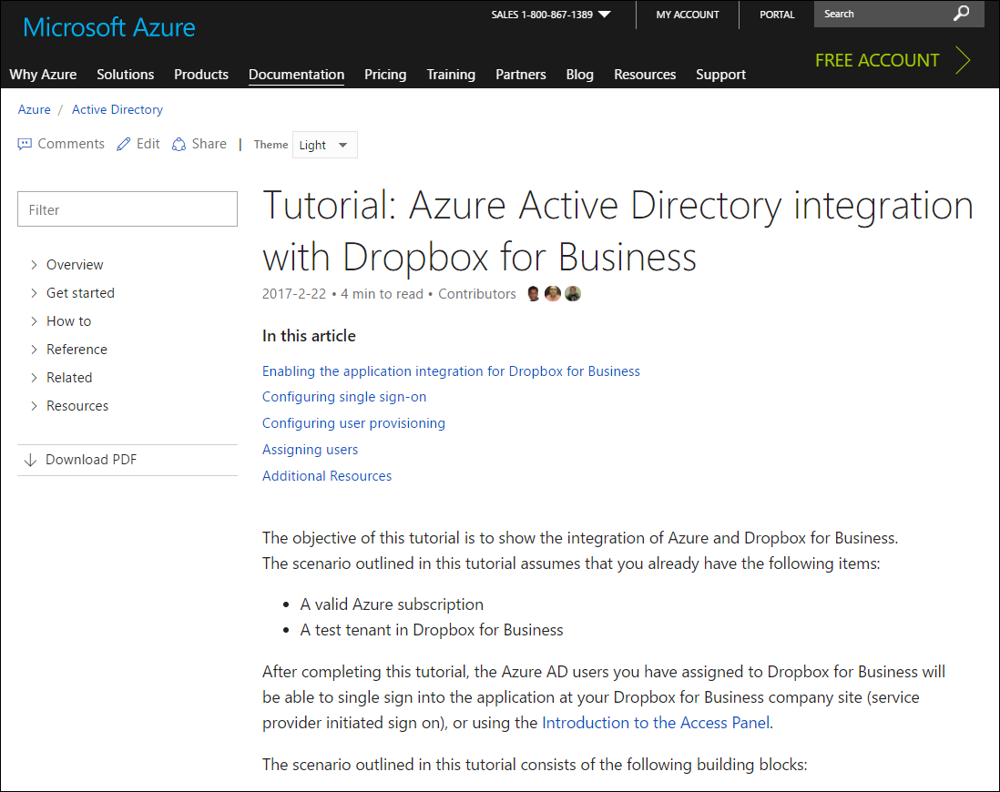 SALES 1-800-867-1389
MY ACCOUNT
PORTAL
Search
Microsoft Azure
FREE ACCOUNT
Why Azure
Solutions
Products
Documentation
Pricing
Training
Partners
Blog
Resources
Support
Azure / Active Directory
Comments
Edit
Share
|
Theme
Light
Filter
Overview
Get started
How to
Reference
Related
Resources
Download PDF
Tutorial: Azure Active Directory integration
with Dropbox for Business
2017-2-22 • 4 min to read • Contributors
In this article
Enabling the application integration for Dropbox for Business
Configuring single sign-on
Configuring user provisioning
Assigning users
Additional Resources
The objective of this tutorial is to show the integration of Azure and Dropbox for Business.
The scenario outlined in this tutorial assumes that you already have the following items:
• A valid Azure subscription
• A test tenant in Dropbox for Business
After completing this tutorial, the Azure AD users you have assigned to Dropbox for Business will
be able to single sign into the application at your Dropbox for Business company site (service
provider initiated sign on), or using the Introduction to the Access Panel.
The scenario outlined in this tutorial consists of the following building blocks: